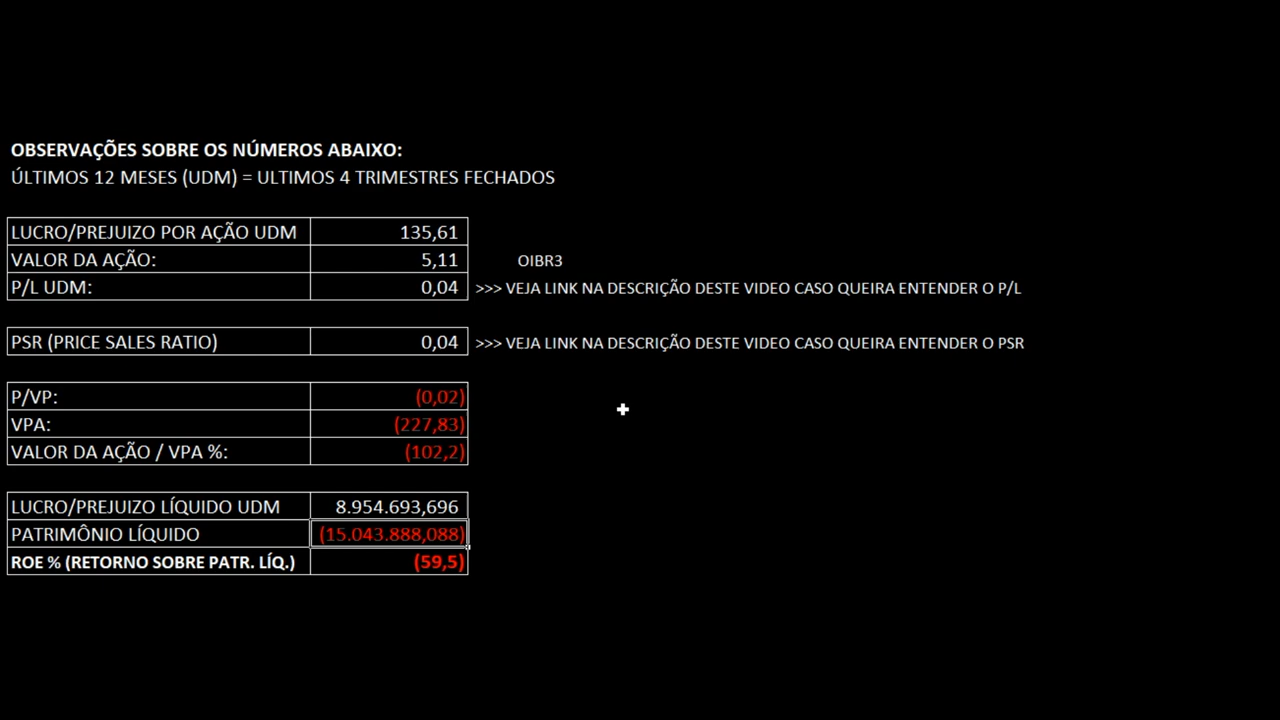 OBSERVAÇÕES SOBRE OS NÚMEROS ABAIXO:
ÚLTIMOS 12 MESES (UDM) = ULTIMOS 4 TRIMESTRES FECHADOS
LUCRO/PREJUIZO POR AÇÃO UDM 135,61
VALOR DA AÇÃO: 5,11 OIBR3
P/L UDM: 0,04 >>> VEJA LINK NA DESCRIÇÃO DESTE VIDEO CASO QUEIRA ENTENDER O P/L
PSR (PRICE SALES RATIO) 0,04 >>> VEJA LINK NA DESCRIÇÃO DESTE VIDEO CASO QUEIRA ENTENDER O PSR
P/VP: (0,02)
VPA: (227,83)
VALOR DA AÇÃO / VPA %: (102,2)
LUCRO/PREJUIZO LÍQUIDO UDM 8.954.693,696
PATRIMÔNIO LÍQUIDO (15.043.888,088)
ROE % (RETORNO SOBRE PATR. LÍQ.) (59,5)